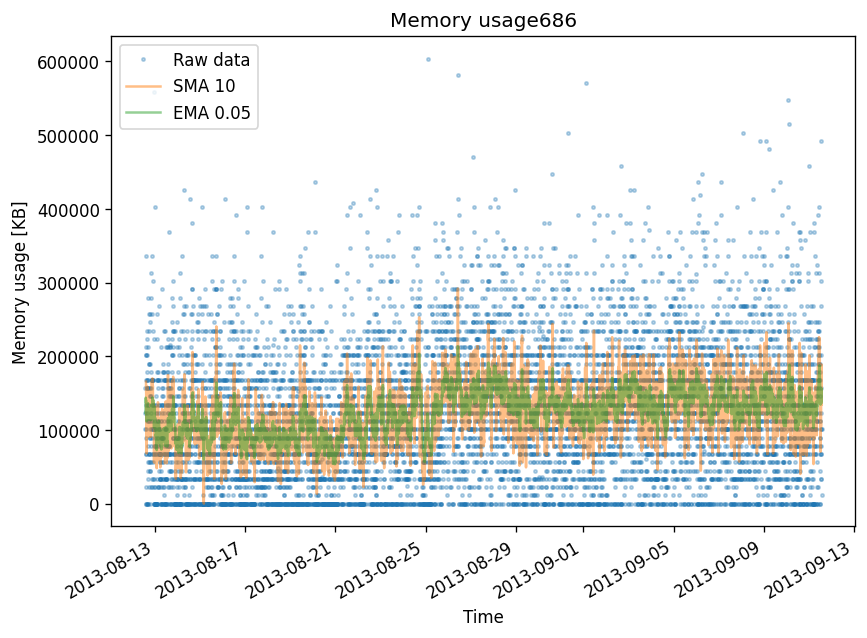 Memory usage686
Raw data
SMA 10
EMA 0.05
600000
500000
400000
300000
200000
100000
0
Memory usage [KB]
2013-08-13
2013-08-17
2013-08-21
2013-08-25
2013-08-29
2013-09-01
2013-09-05
2013-09-09
2013-09-13
Time